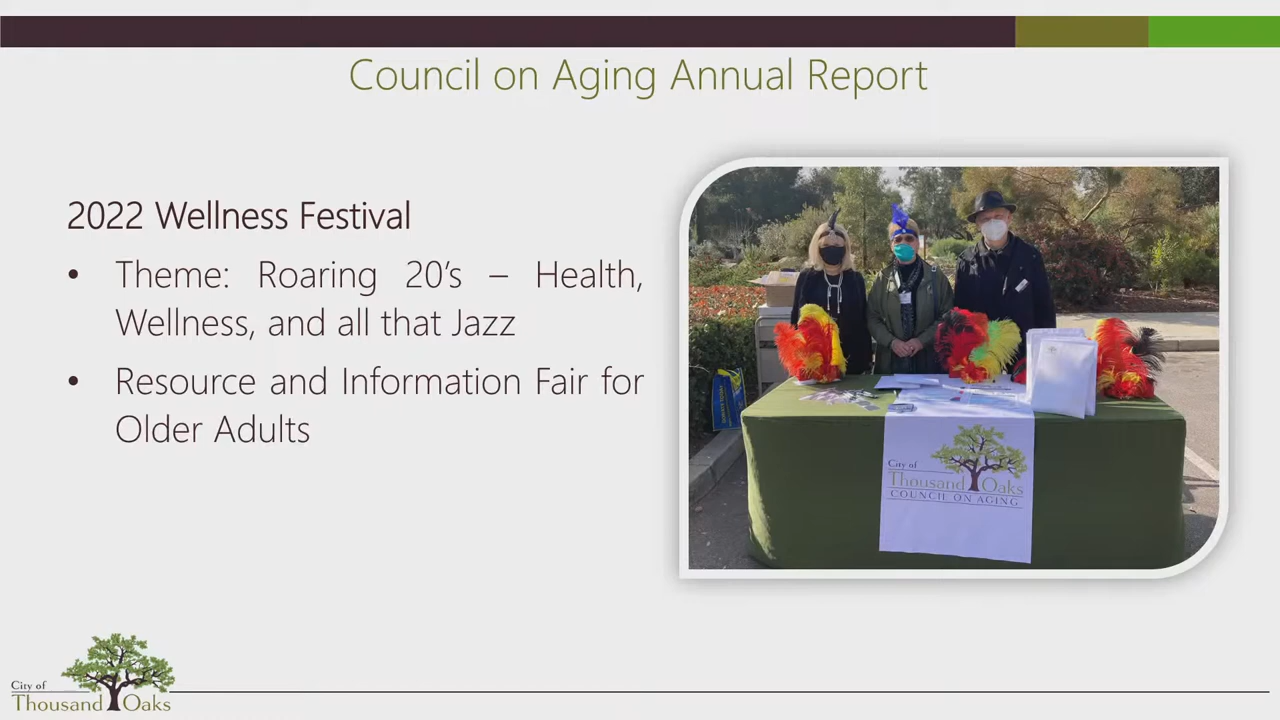 Council on Aging Annual Report
2022 Wellness Festival
• Theme: Roaring 20's – Health,
Wellness, and all that Jazz
• Resource and Information Fair for
Older Adults
City of
Thousand Oaks
COUNCIL ON AGING
City of
Thousand Oaks